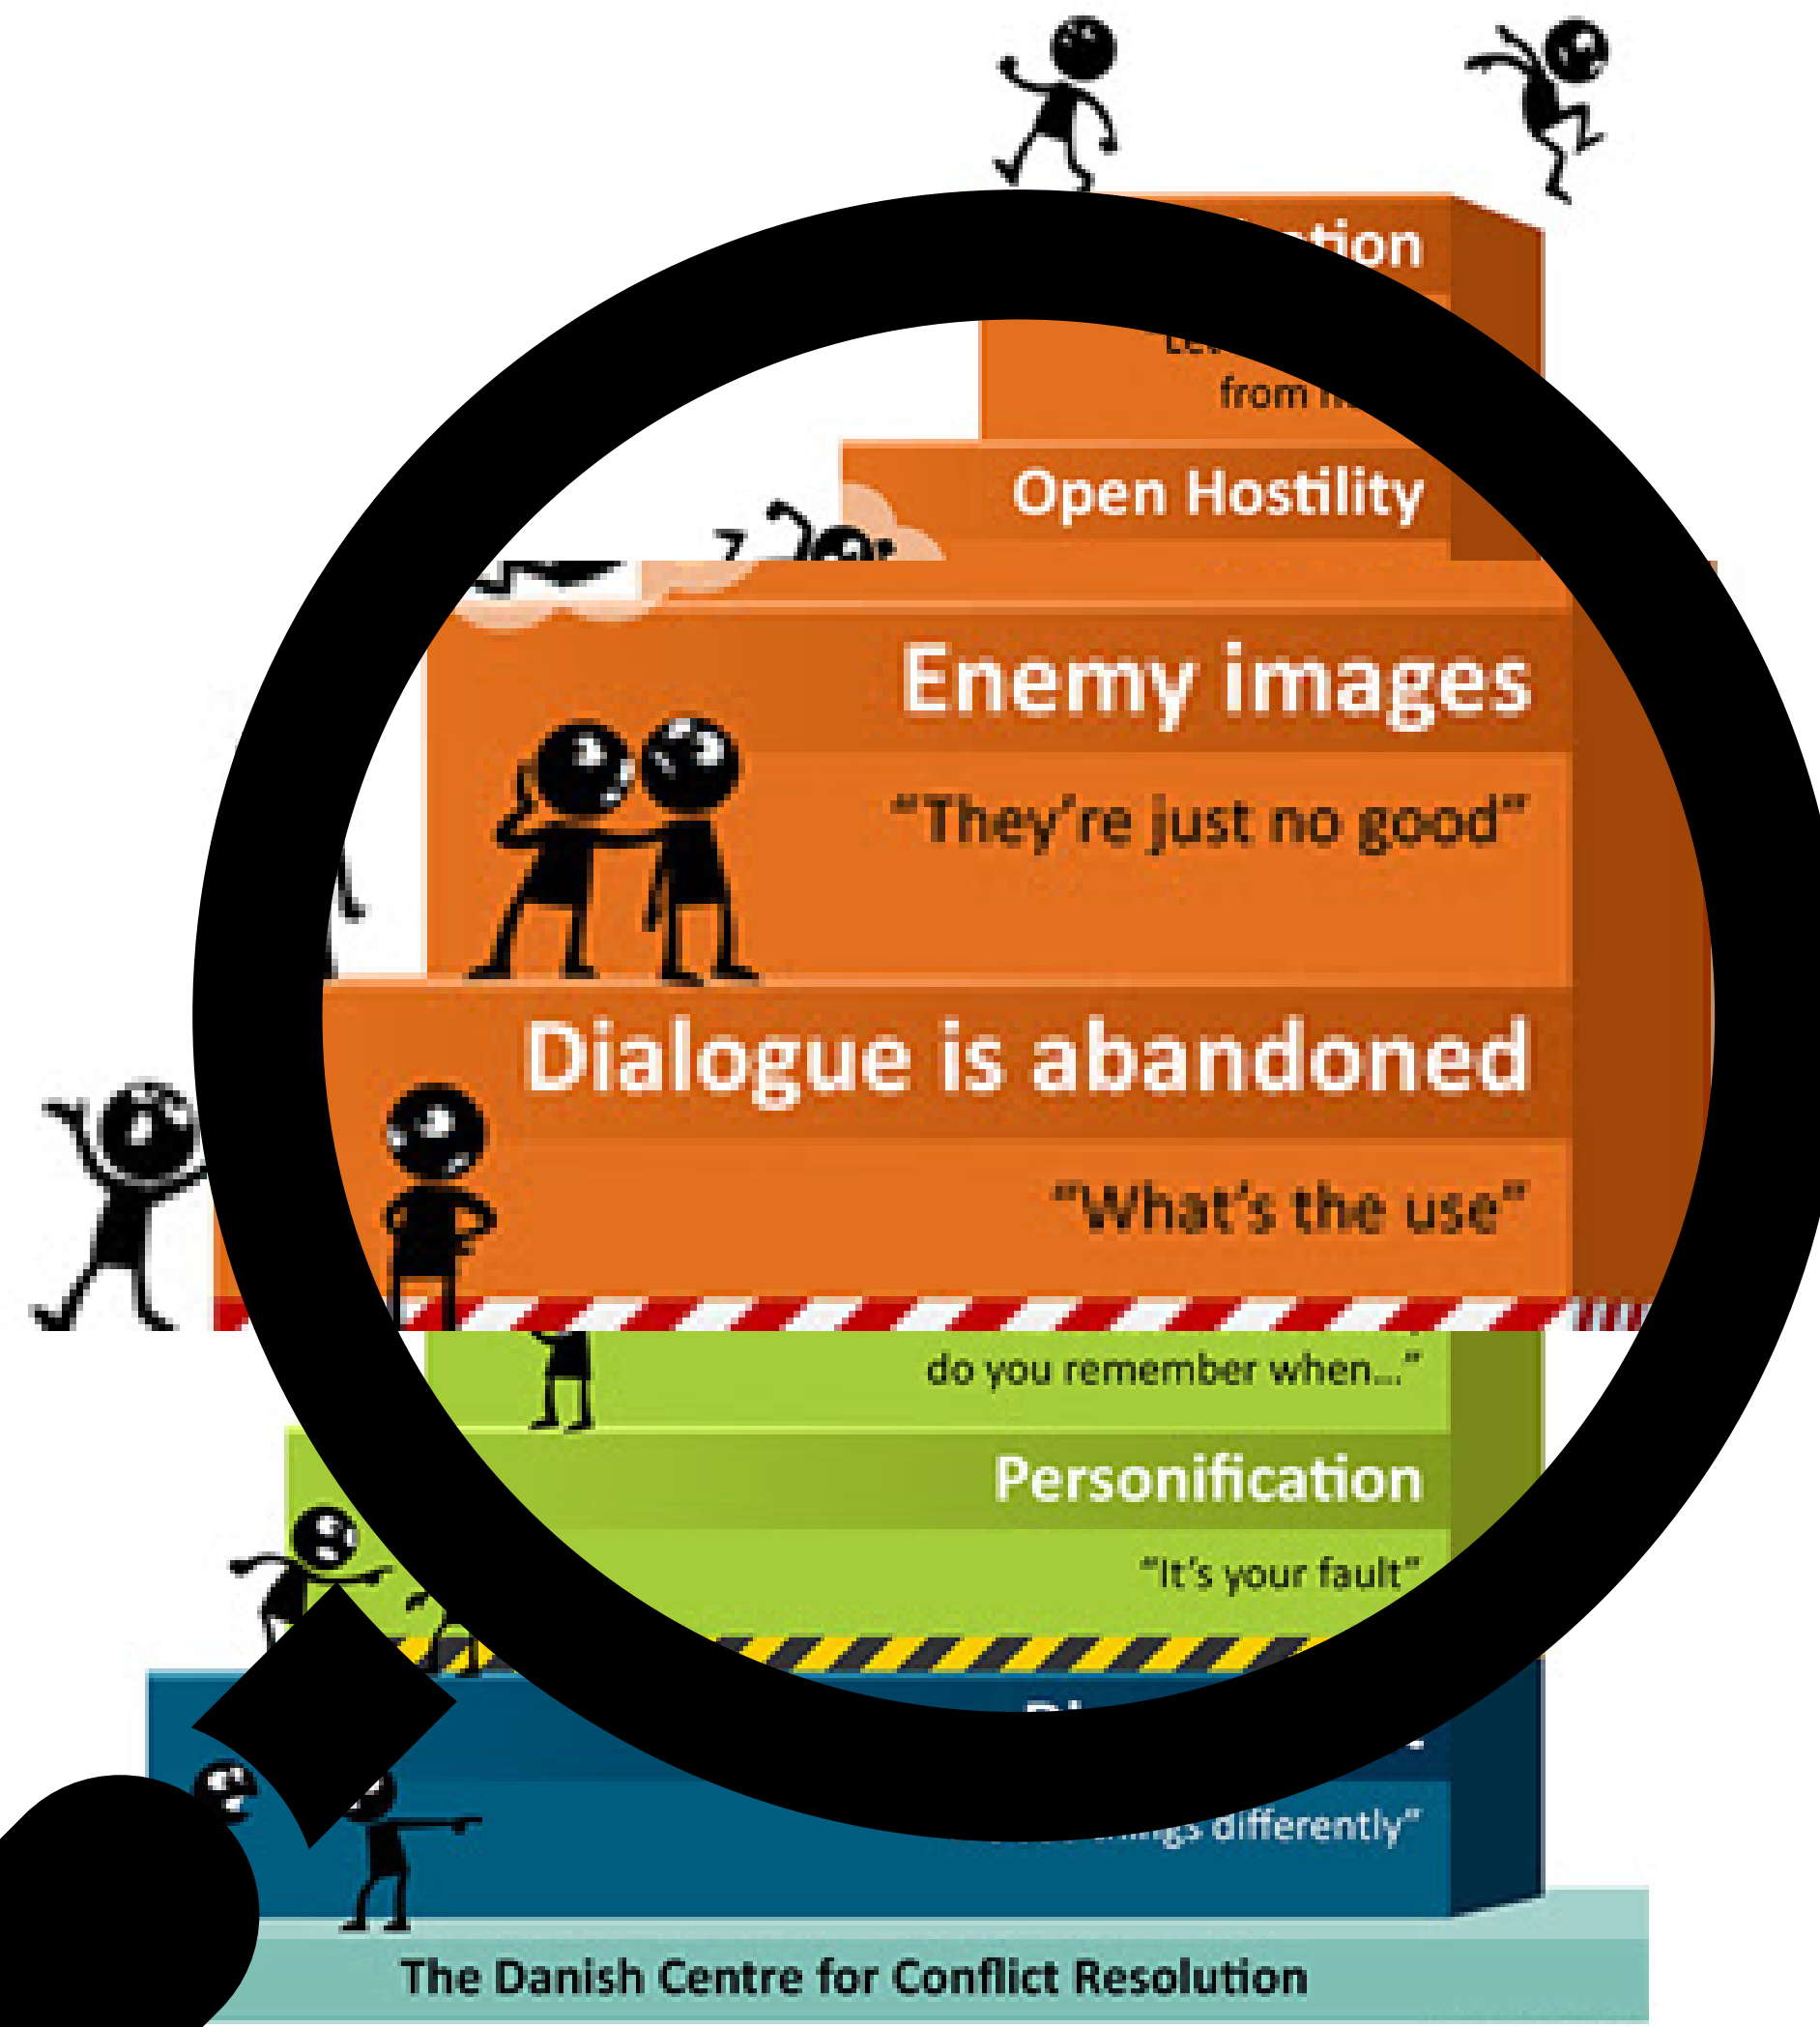 Open Hostility
Enemy images
“They’re just no good”
Dialogue is abandoned
“What’s the use”
do you remember when...”
Personification
“It’s your fault”
differently”
The Danish Centre for Conflict Resolution